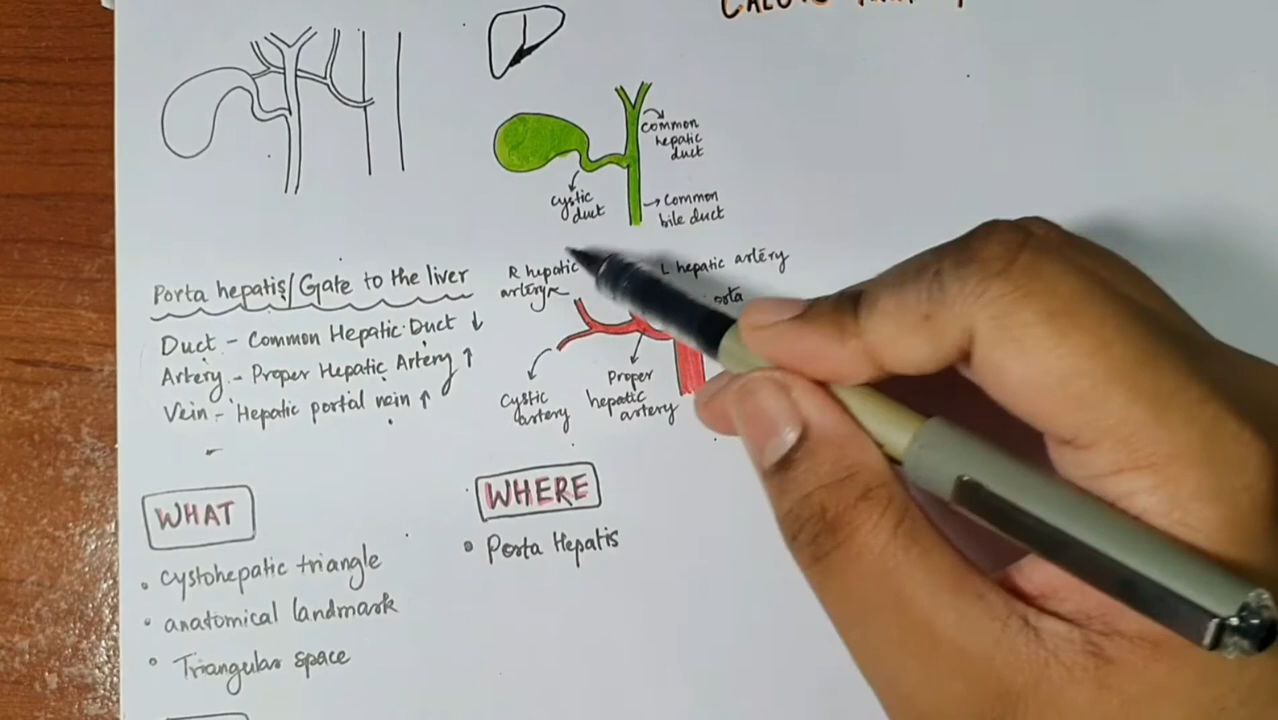 common
hepatic
duct
cystic
duct
Common
bile duct
Porta hepatis/Gate to the liver
Duct - Common Hepatic Duct ↓
Artery - Proper Hepatic Artery ↑
Vein - Hepatic portal vein ↑
R hepatic
artery
L hepatic artery
Cystic
artery
Proper
hepatic
artery
WHAT
• Cystohepatic triangle
• anatomical landmark
• Triangular space
WHERE
• Porta Hepatis